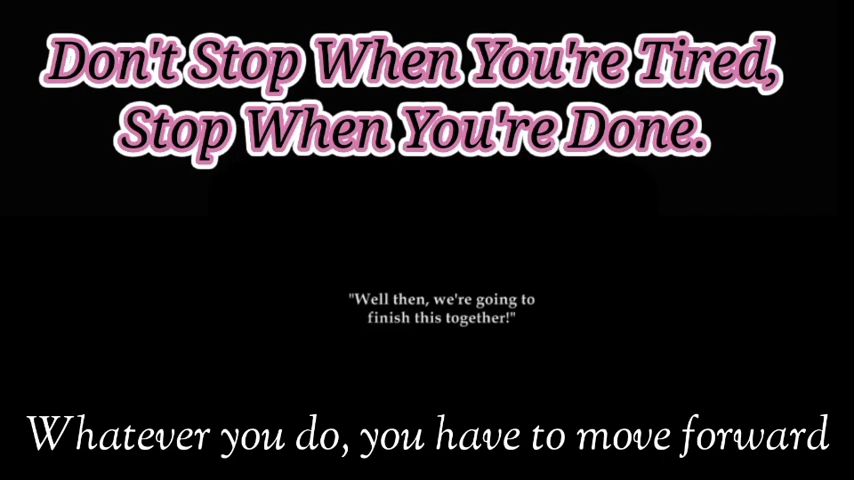 Don't Stop When You're Tired,
Stop When You're Done.
"Well then, we're going to
finish this together!"
Whatever you do, you have to move forward